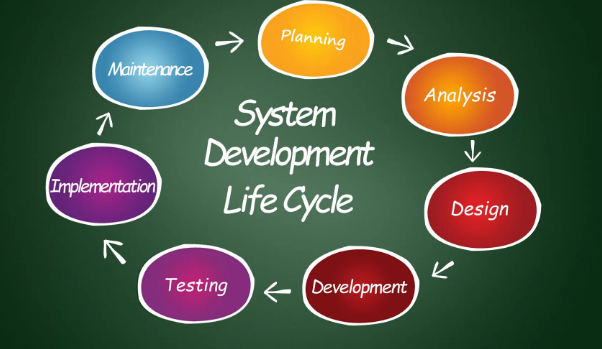 System
Development
Life Cycle
Planning
Analysis
Design
Development
Testing
Implementation
Maintenance